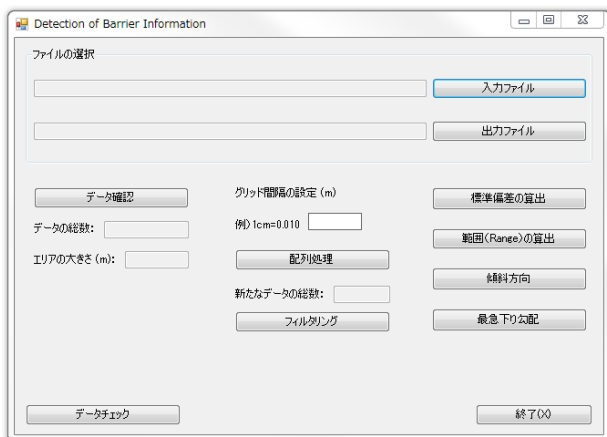 Detection of Barrier Information
ファイルの選択
入力ファイル
出力ファイル
データ確認
データの総数:
エリアの大きさ (m):
グリッド間隔の設定 (m)
例) 1cm=0.010
配列処理
新たなデータの総数:
フィルタリング
標準偏差の算出
範囲(Range)の算出
傾斜方向
最急下り勾配
データチェック
終了(X)